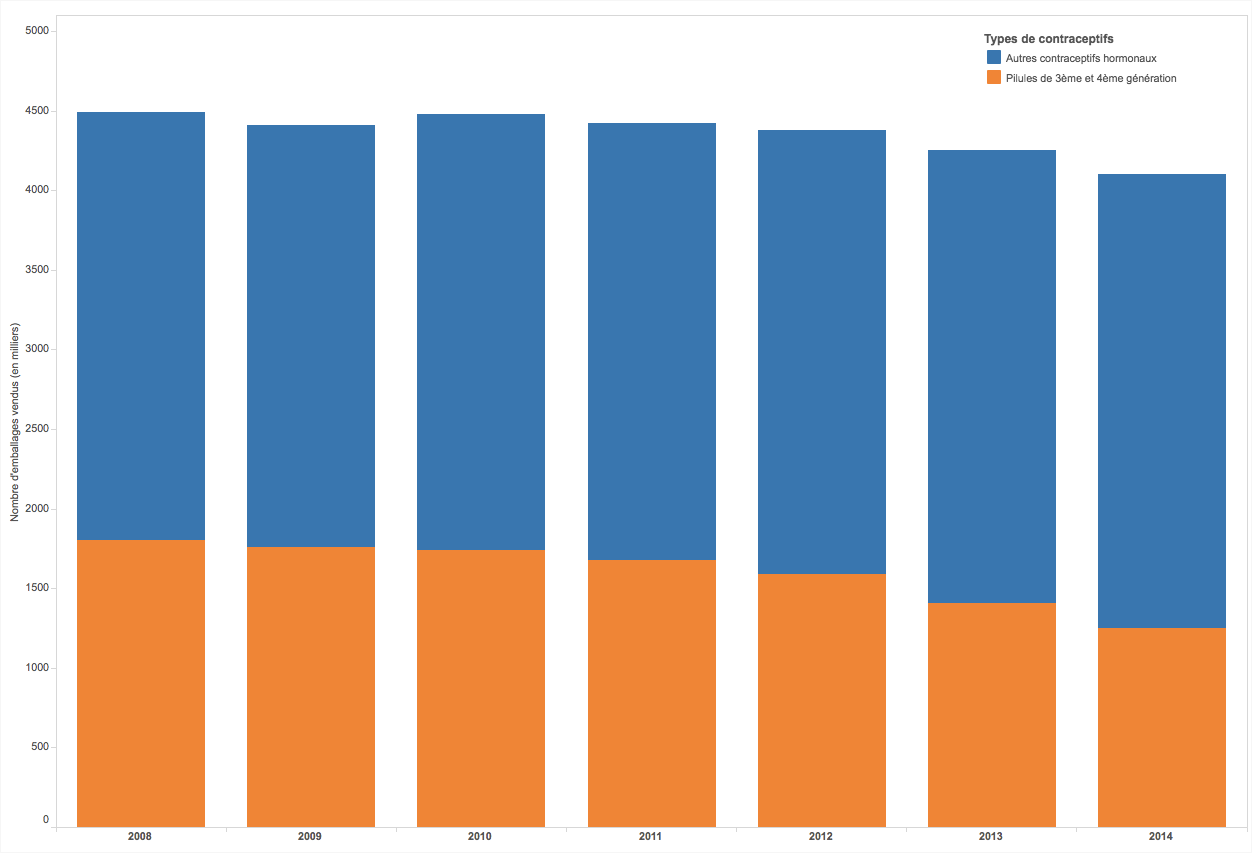 Types de contraceptifs
Autres contraceptifs hormonaux
Pilules de 3ème et 4ème génération
Nombre d'emballages vendus (en milliers)
5000
4500
4000
3500
3000
2500
2000
1500
1000
500
0
2008 2009 2010 2011 2012 2013 2014